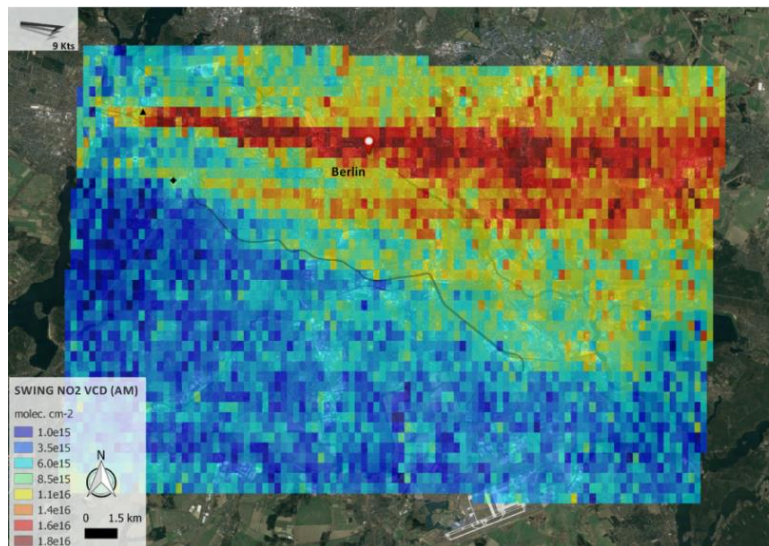 9 Kts
Berlin
SWING NO2 VCD (AM)
molec. cm-2
1.0e15
3.5e15
6.0e15
8.5e15
1.1e16
1.4e16
1.6e16
1.8e16
N
0 1.5 km